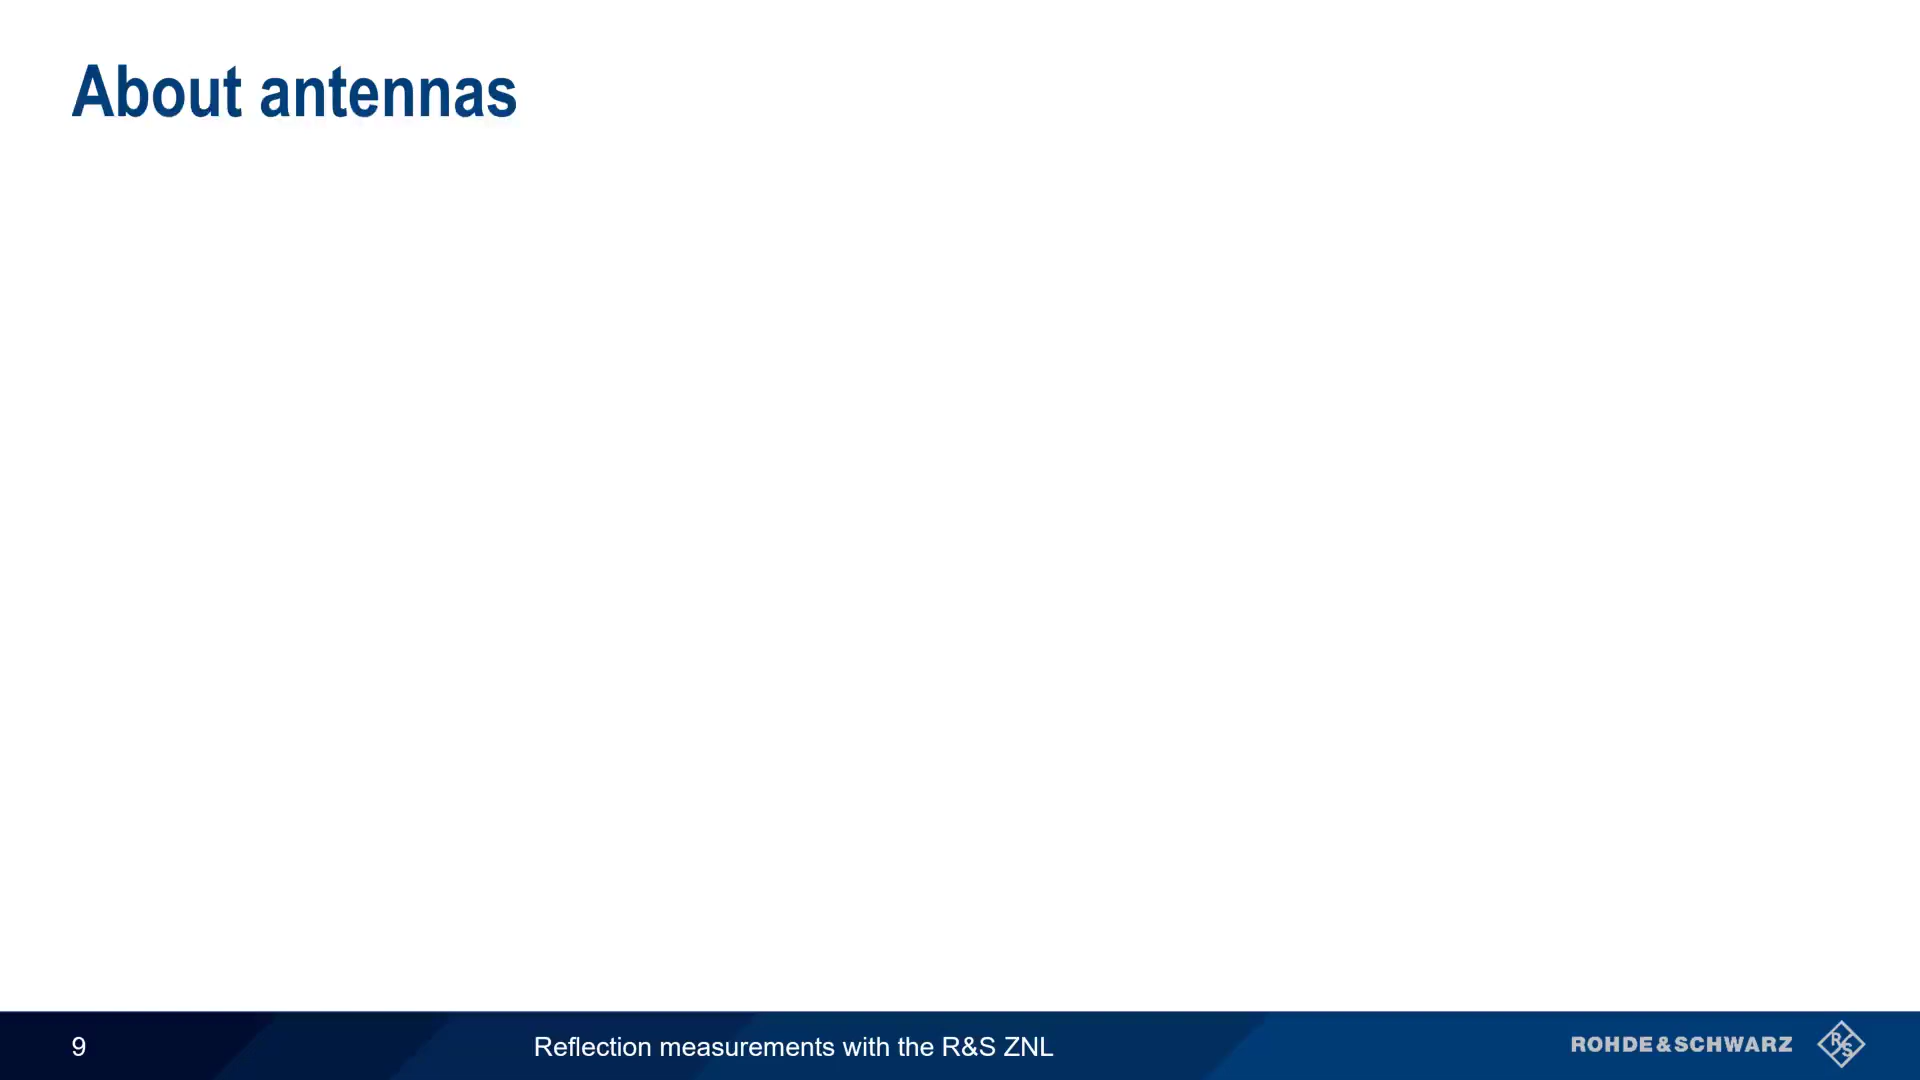 About antennas
9
Reflection measurements with the R&S ZNL
ROHDE&SCHWARZ
R&S